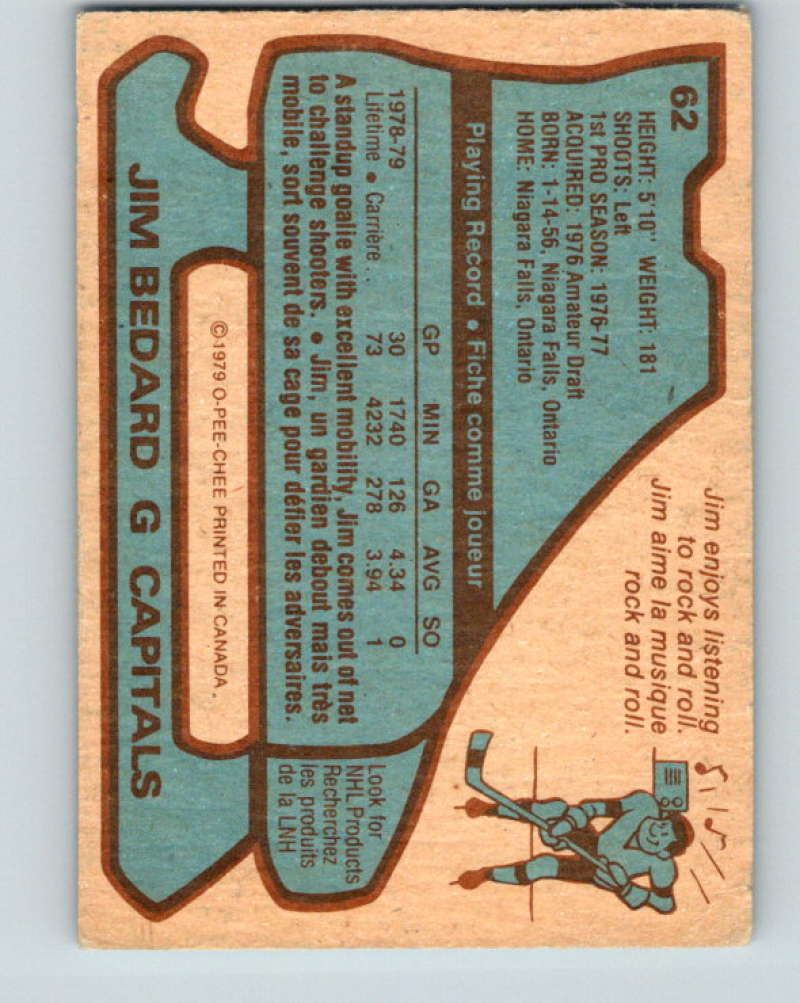 62
HEIGHT: 5'10" WEIGHT: 181
SHOOTS: Left
1st PRO SEASON: 1976-77
ACQUIRED: 1976 Amateur Draft
BORN: 1-14-56, Niagara Falls, Ontario
HOME: Niagara Falls, Ontario
Jim enjoys listening
to rock and roll.
Jim aime la musique
rock and roll.
Playing Record • Fiche comme joueur
GP MIN GA AVG SO
1978-79 30 1740 126 4.34 0
Lifetime • Carrière... 73 4232 278 3.94 1
A standup goalie with excellent mobility, Jim comes out of net
to challenge shooters. • Jim, un gardien debout mais très
mobile, sort souvent de sa cage pour défier les adversaires.
Look for
NHL Products
Recherchez
les produits
de la LNH
©1979 O-PEE-CHEE PRINTED IN CANADA.
JIM BEDARD G CAPITALS